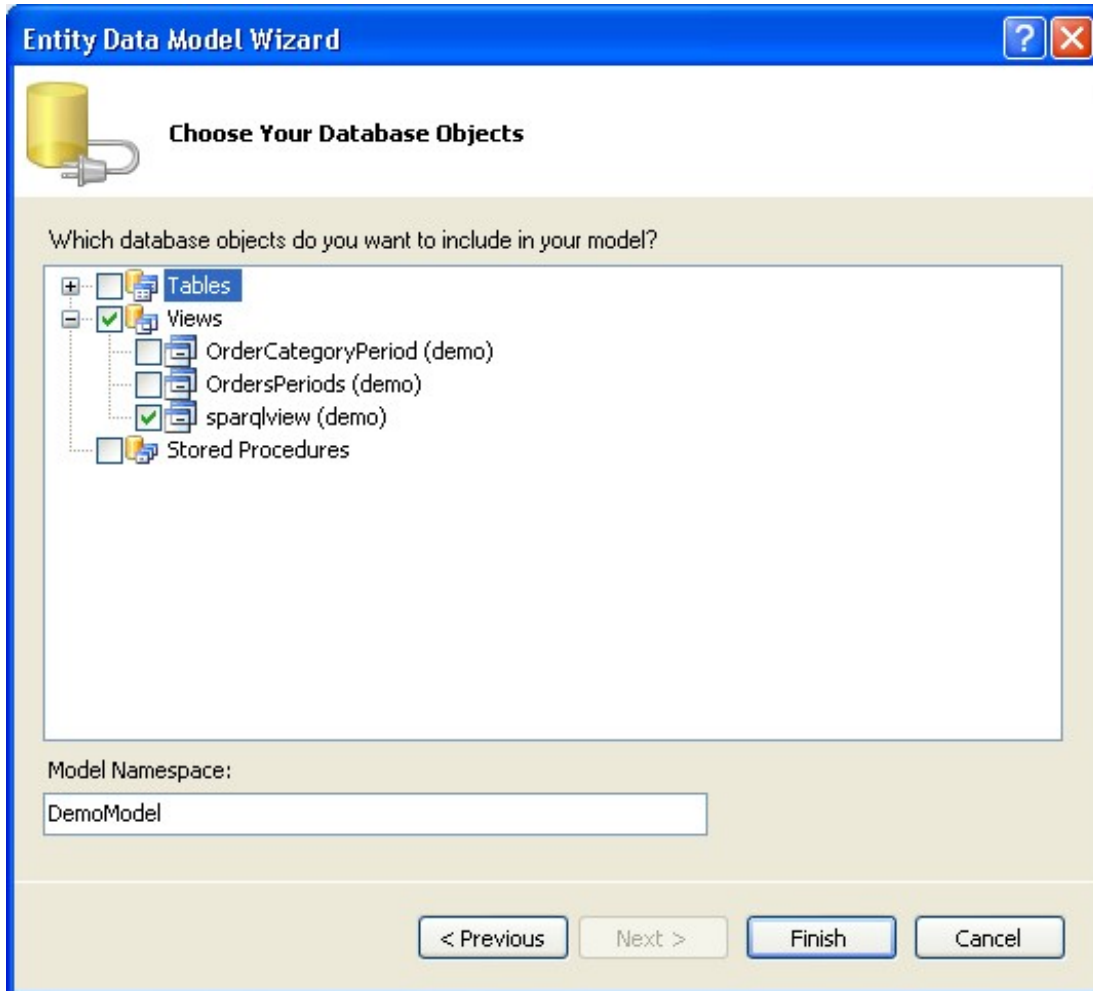 Entity Data Model Wizard
Choose Your Database Objects
Which database objects do you want to include in your model?
Tables
Views
OrderCategoryPeriod (demo)
OrdersPeriods (demo)
sparqlview (demo)
Stored Procedures
Model Namespace:
DemoModel
< Previous Next > Finish Cancel